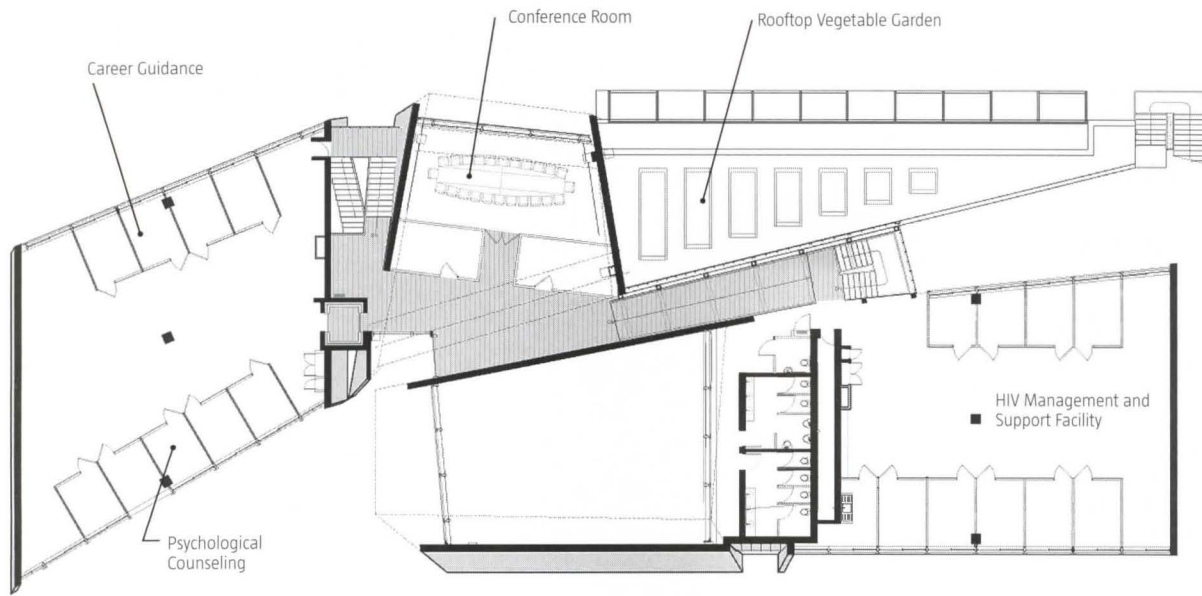 Conference Room
Rooftop Vegetable Garden
Career Guidance
HIV Management and
Support Facility
Psychological
Counseling